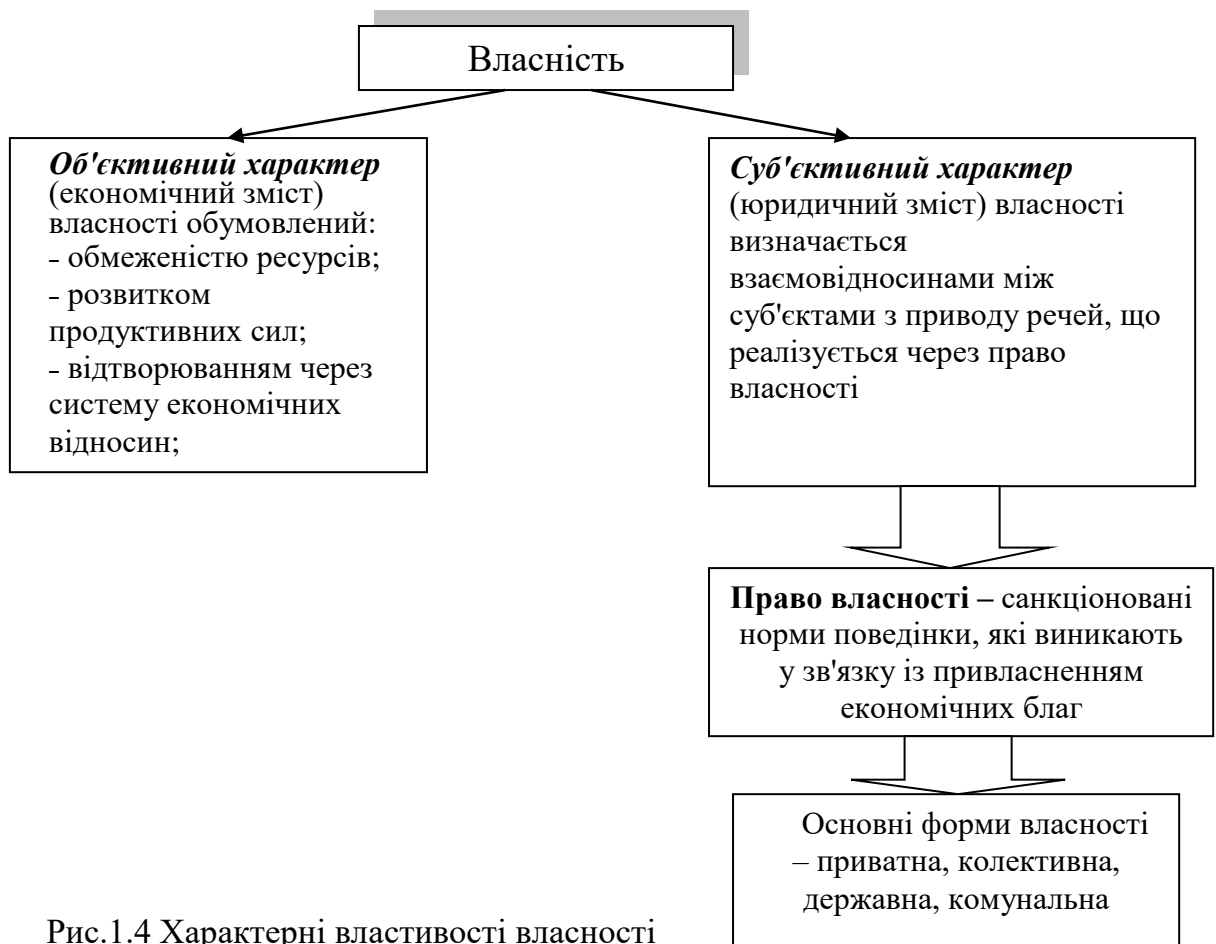 Власність
Об'єктивний характер
(економічний зміст)
власності обумовлений:
- обмеженістю ресурсів;
- розвитком
продуктивних сил;
- відтворюванням через
систему економічних
відносин;
Суб'єктивний характер
(юридичний зміст) власності
визначається
взаємовідносинами між
суб'єктами з приводу речей, що
реалізується через право
власності
Право власності – санкціоновані
норми поведінки, які виникають
у зв'язку із привласненням
економічних благ
Основні форми власності
– приватна, колективна,
державна, комунальна
Рис.1.4 Характерні властивості власності